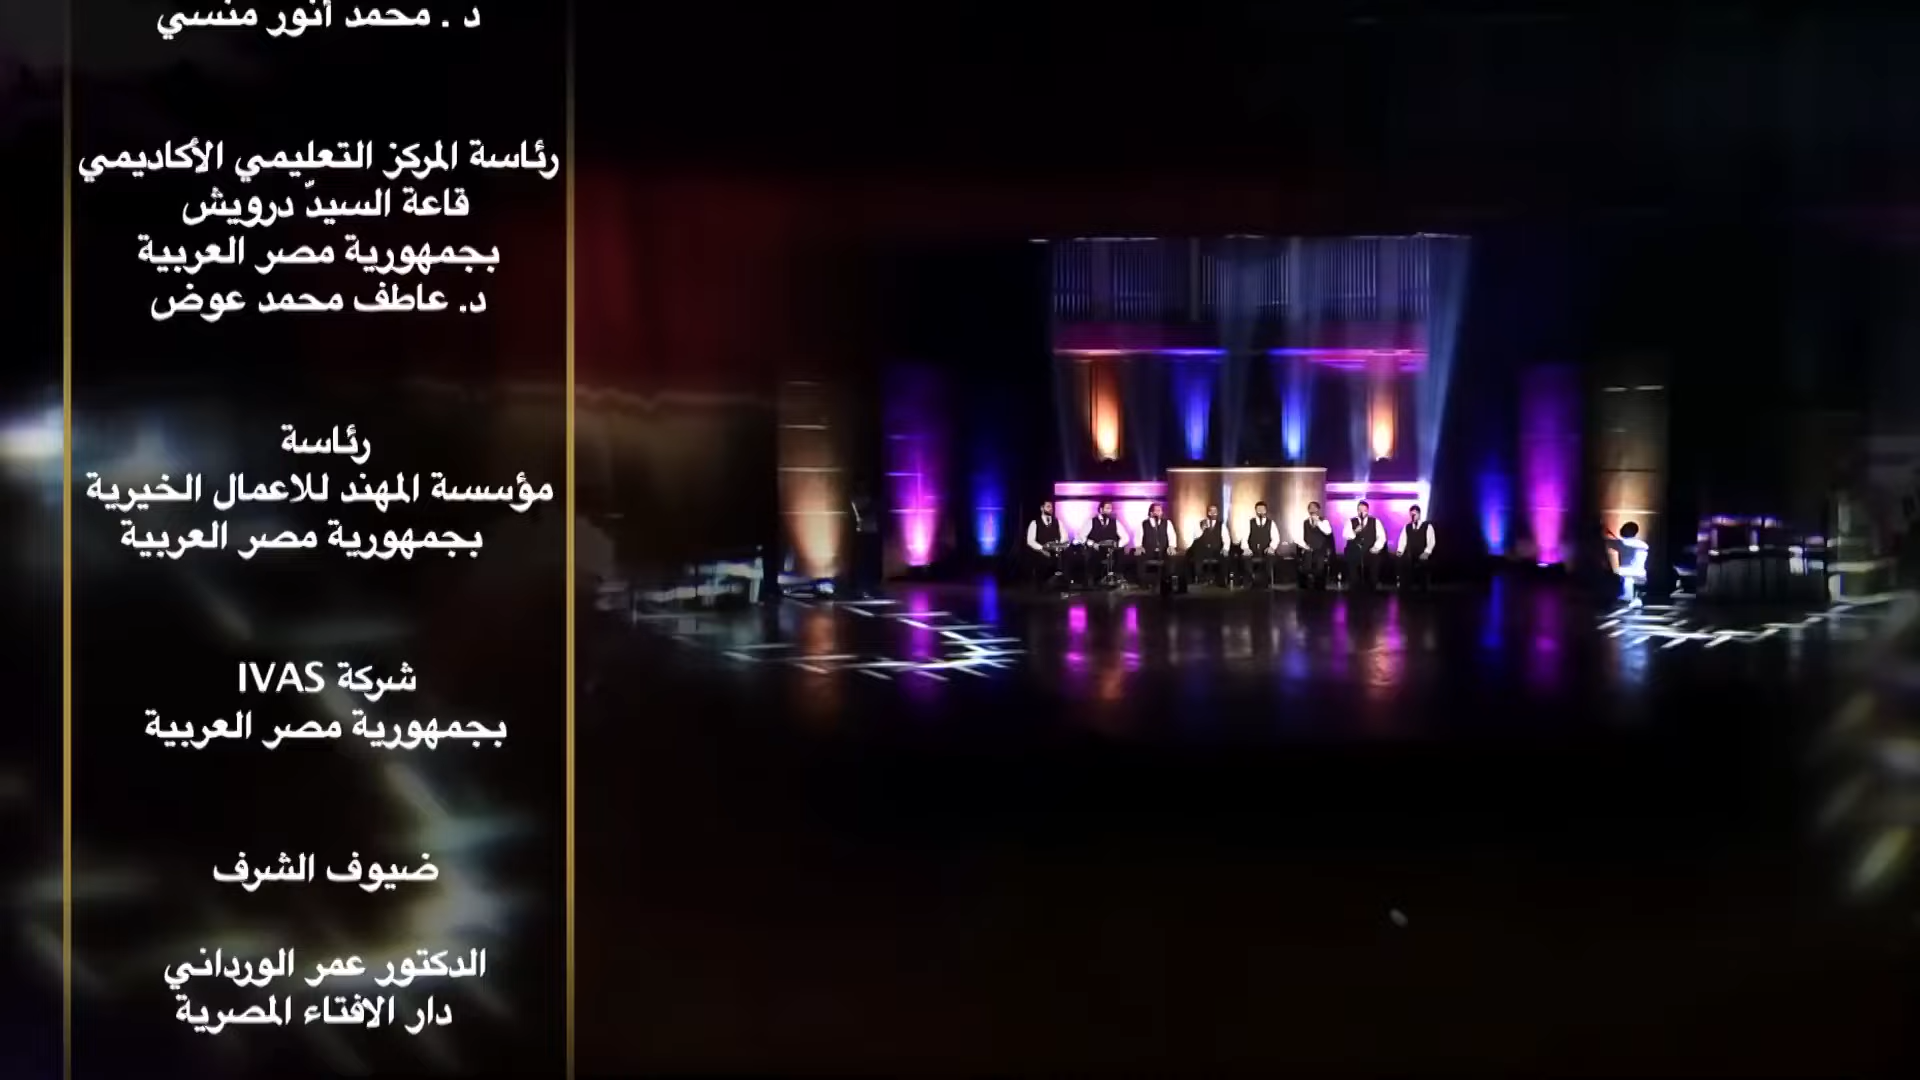 د . محمد أنور منسي
رئاسة المركز التعليمي الأكاديمي
قاعة السيدّ درويش
بجمهورية مصر العربية
د. عاطف محمد عوض
رئاسة
مؤسسة المهند للاعمال الخيرية
بجمهورية مصر العربية
شركة IVAS
بجمهورية مصر العربية
ضيوف الشرف
الدكتور عمر الورداني
دار الافتاء المصرية